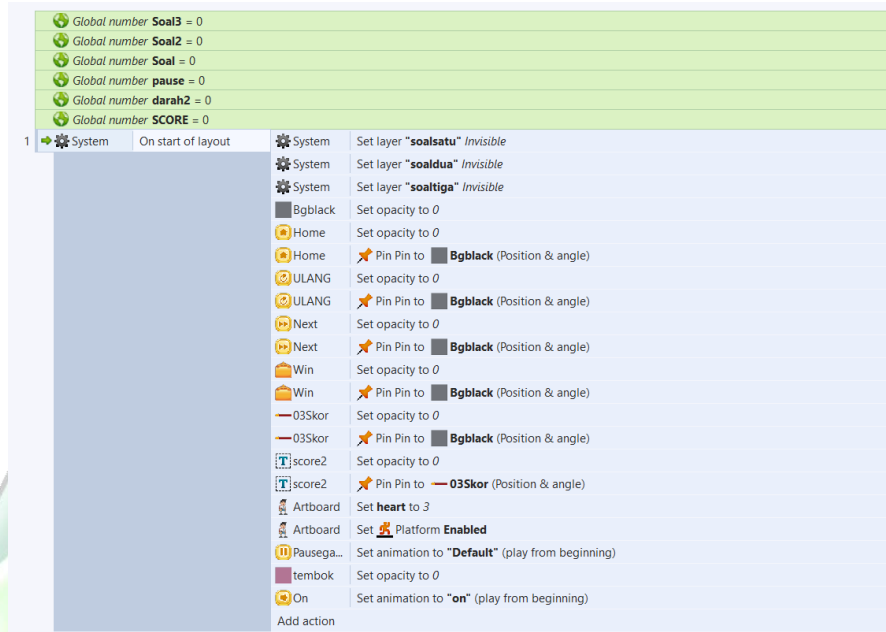 Global number Soal3 = 0
Global number Soal2 = 0
Global number Soal = 0
Global number pause = 0
Global number darah2 = 0
Global number SCORE = 0
1 System On start of layout System Set layer "soalsatu" Invisible
System Set layer "soaldua" Invisible
System Set layer "soaltiga" Invisible
Bgblack Set opacity to 0
Home Set opacity to 0
Home Pin Pin to Bgblack (Position & angle)
ULANG Set opacity to 0
ULANG Pin Pin to Bgblack (Position & angle)
Next Set opacity to 0
Next Pin Pin to Bgblack (Position & angle)
Win Set opacity to 0
Win Pin Pin to Bgblack (Position & angle)
03Skor Set opacity to 0
03Skor Pin Pin to Bgblack (Position & angle)
T score2 Set opacity to 0
T score2 Pin Pin to 03Skor (Position & angle)
Artboard Set heart to 3
Artboard Set Platform Enabled
Pausega... Set animation to "Default" (play from beginning)
tembok Set opacity to 0
On Set animation to "on" (play from beginning)
Add action